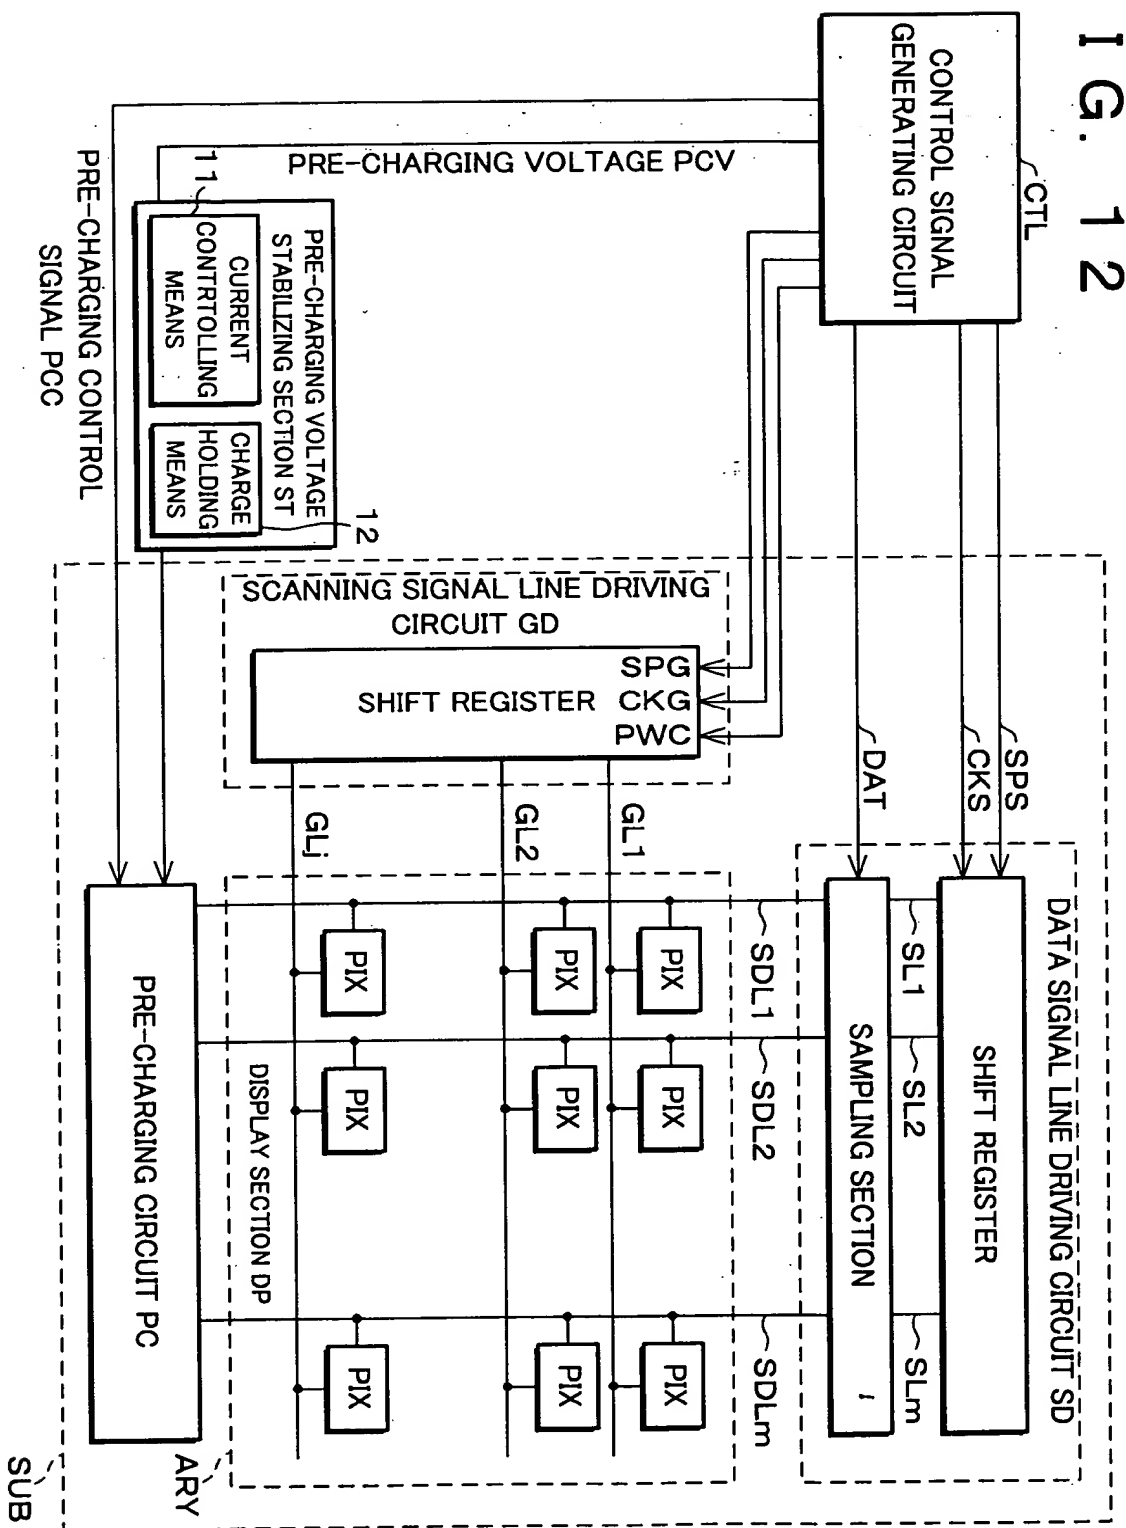 IG. 12
CONTROL SIGNAL
GENERATING CIRCUIT
CTL
PRE-CHARGING VOLTAGE PCV
PRE-CHARGING CONTROL
SIGNAL PCC
PRE-CHARGING VOLTAGE
STABILIZING SECTION ST
11
CURRENT
CONTRTOLLING
MEANS
12
CHARGE
HOLDING
MEANS
SCANNING SIGNAL LINE DRIVING
CIRCUIT GD
SHIFT REGISTER
SPG
CKG
PWC
SPS
CKS
DAT
GL1
GL2
GLj
DATA SIGNAL LINE DRIVING CIRCUIT SD
SHIFT REGISTER
SL1
SL2
SLm
SAMPLING SECTION
SDL1
SDL2
SDLm
PIX
PIX
PIX
PIX
PIX
PIX
PIX
PIX
PIX
DISPLAY SECTION DP
PRE-CHARGING CIRCUIT PC
ARY
SUB